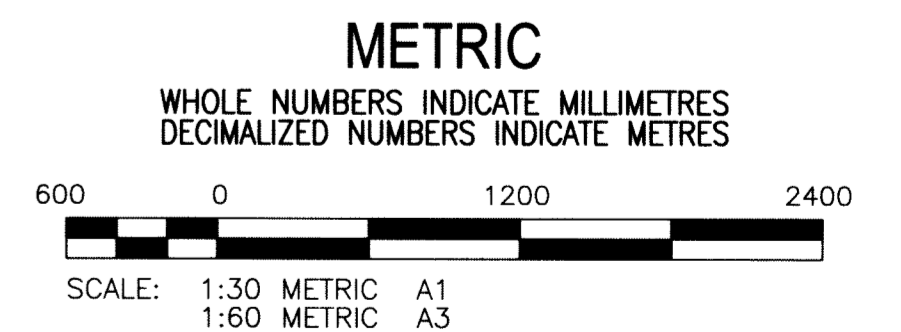 METRIC
WHOLE NUMBERS INDICATE MILLIMETRES
DECIMALIZED NUMBERS INDICATE METRES
600 0 1200 2400
SCALE: 1:30 METRIC A1
1:60 METRIC A3